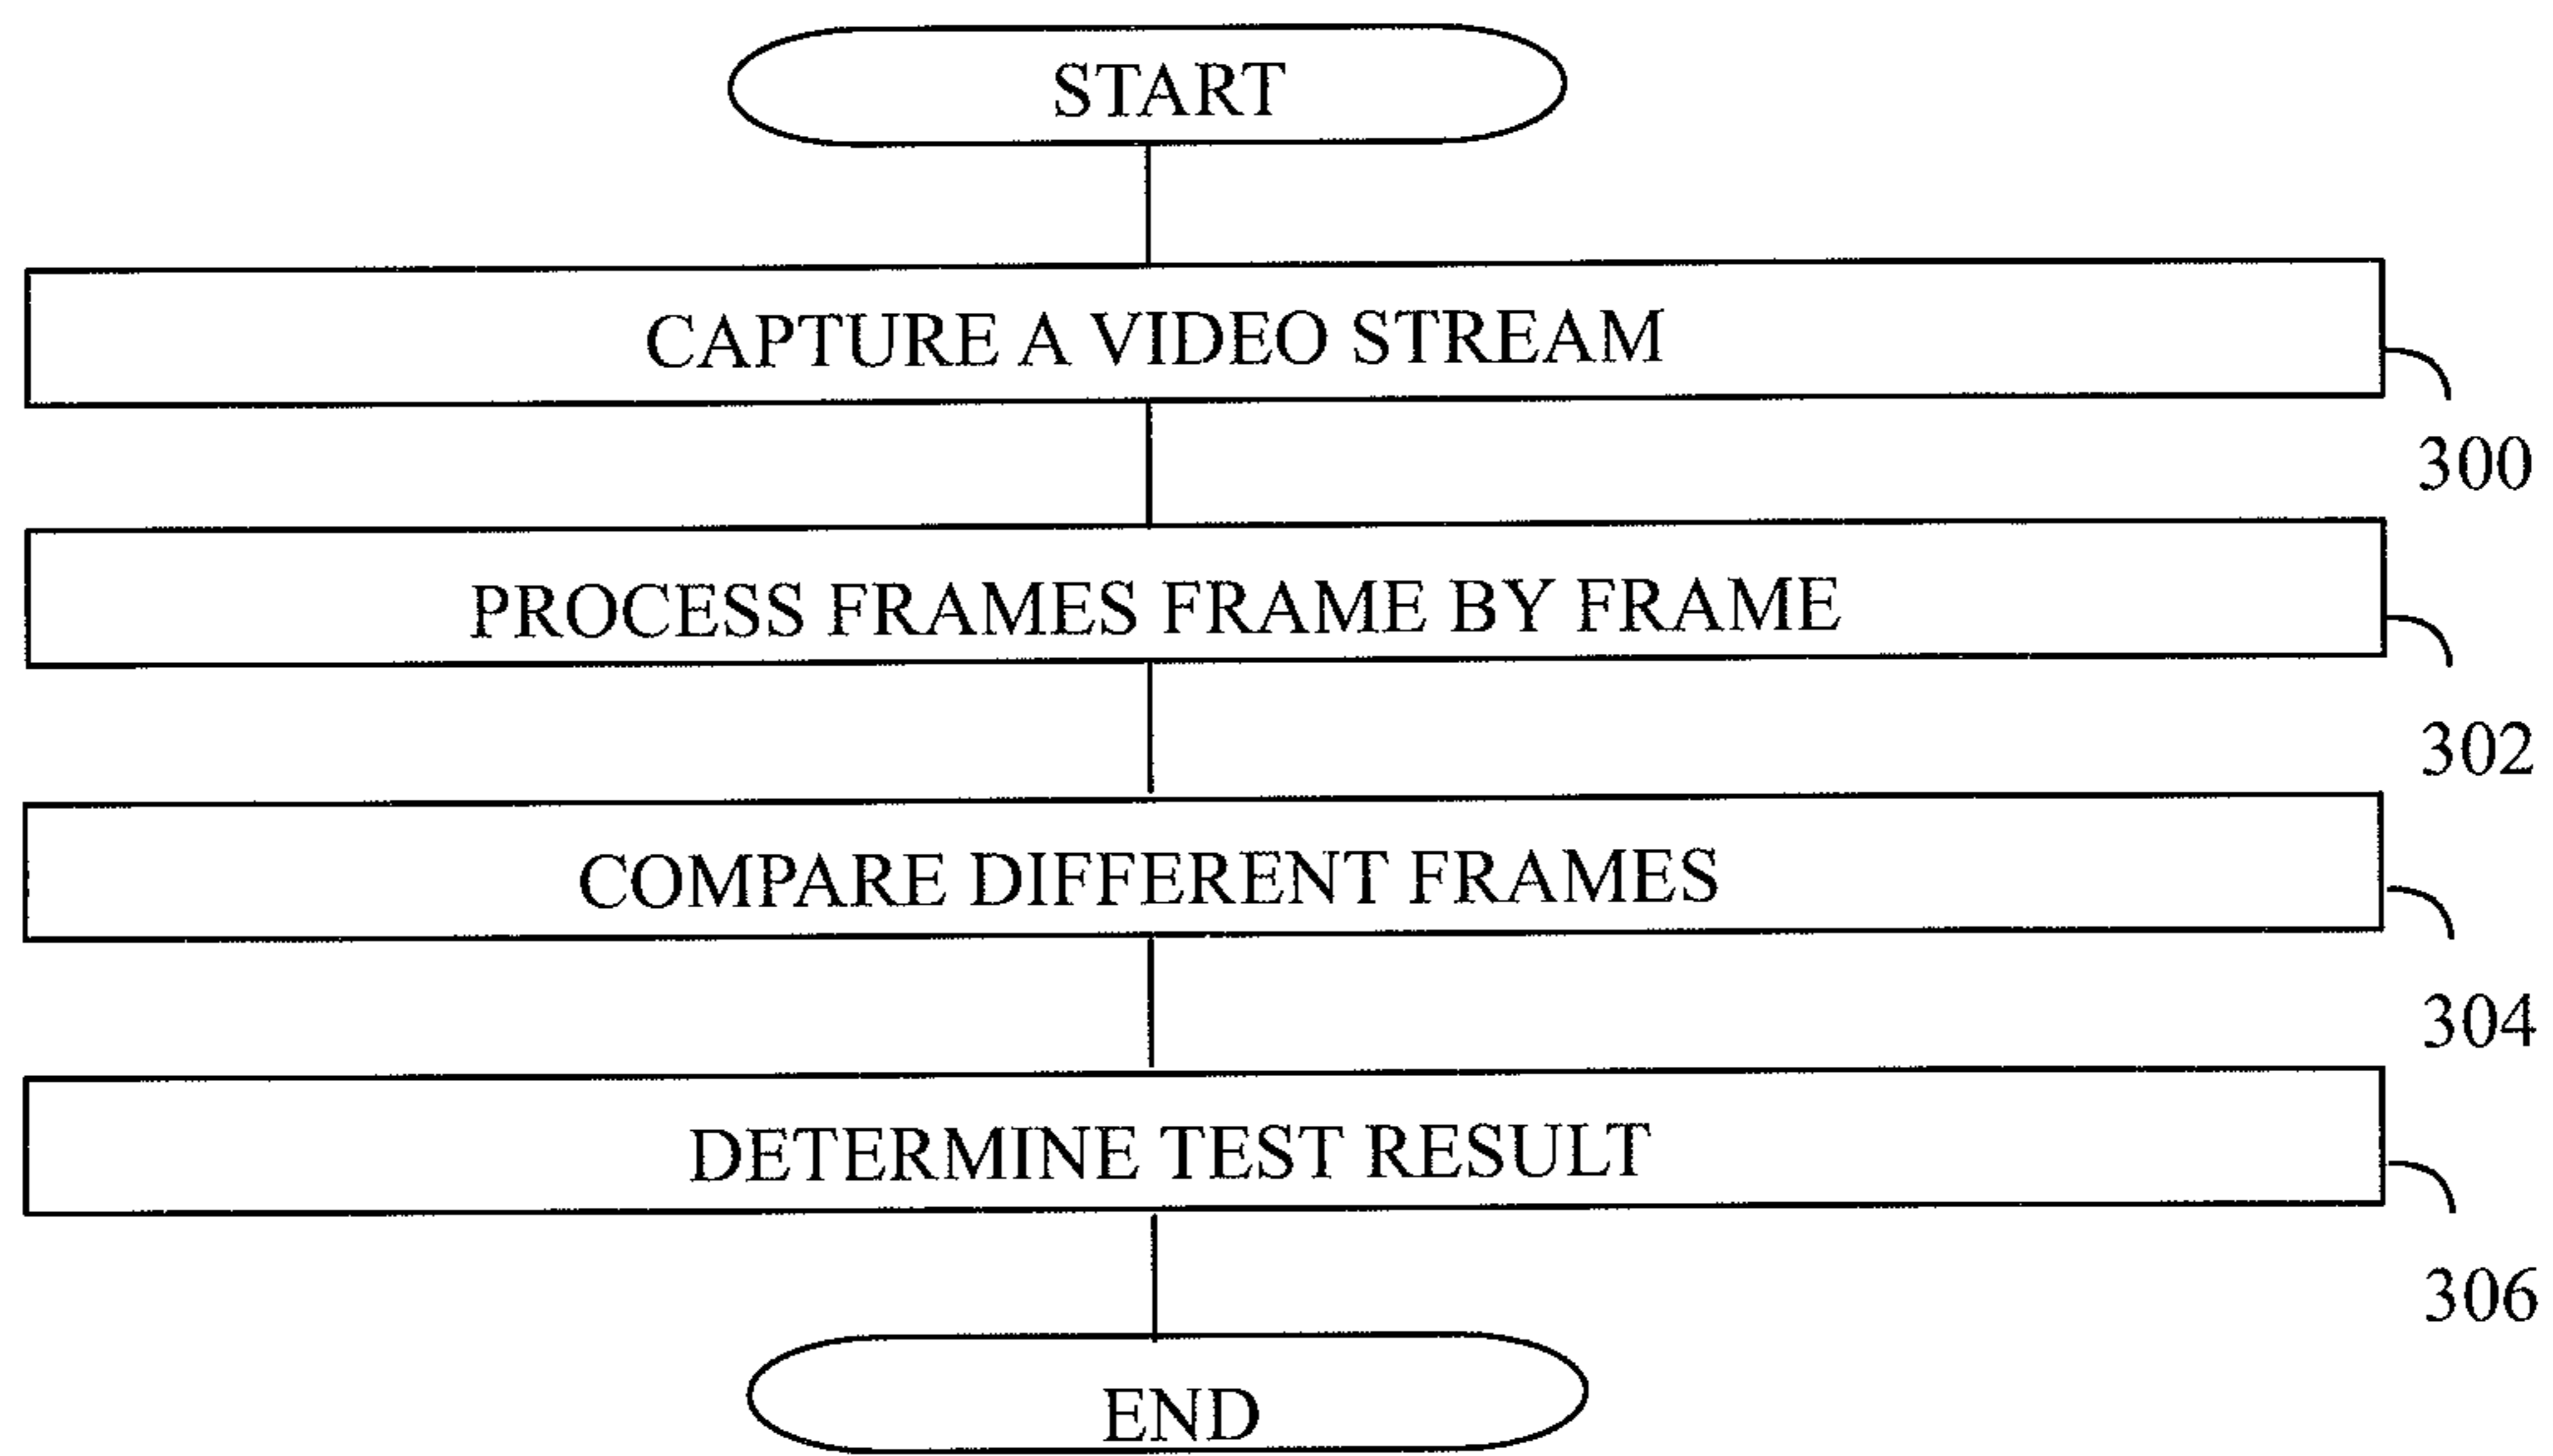 START
CAPTURE A VIDEO STREAM
300
PROCESS FRAMES FRAME BY FRAME
302
COMPARE DIFFERENT FRAMES
304
DETERMINE TEST RESULT
306
END